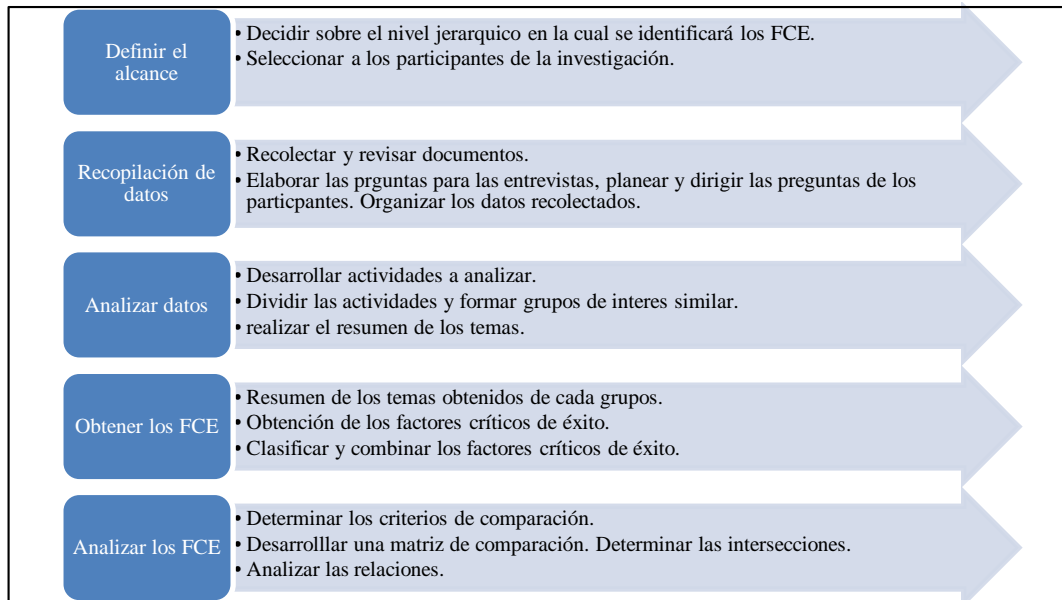 Definir el
alcance
• Decidir sobre el nivel jerarquico en la cual se identificará los FCE.
• Seleccionar a los participantes de la investigación.
Recopilación de
datos
• Recolectar y revisar documentos.
• Elaborar las prguntas para las entrevistas, planear y dirigir las preguntas de los
particpantes. Organizar los datos recolectados.
Analizar datos
• Desarrollar actividades a analizar.
• Dividir las actividades y formar grupos de interes similar.
• realizar el resumen de los temas.
Obtener los FCE
• Resumen de los temas obtenidos de cada grupos.
• Obtención de los factores críticos de éxito.
• Clasificar y combinar los factores críticos de éxito.
Analizar los FCE
• Determinar los criterios de comparación.
• Desarrolllar una matriz de comparación. Determinar las intersecciones.
• Analizar las relaciones.